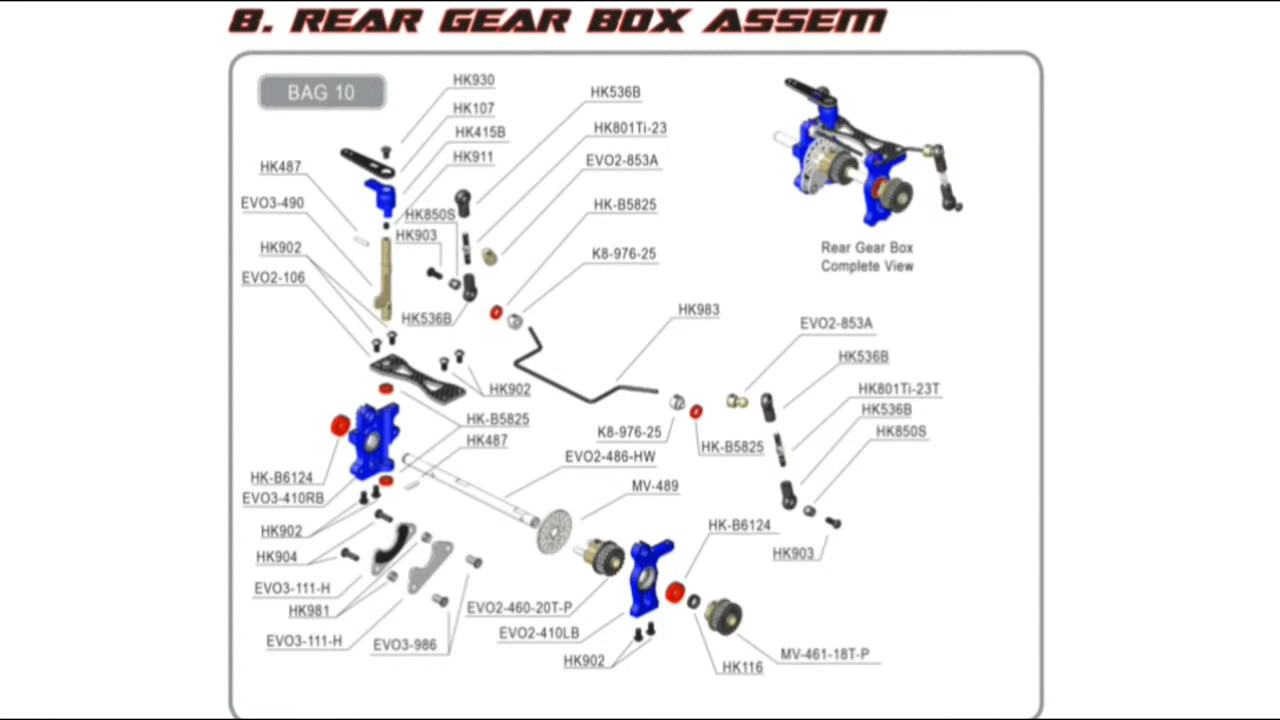 8. REAR GEAR BOX ASSEM
BAG 10
HK930
HK107
HK415B
HK911
HK487
EVO3-490
HK902
EVO2-106
HK850S
HK903
HK536B
HK536B
HK801Ti-23
EVO2-853A
HK-B5825
K8-976-25
Rear Gear Box
Complete View
HK983
EVO2-853A
HK536B
HK801Ti-23T
HK536B
HK850S
HK902
HK-B5825
HK487
K8-976-25
HK-B5825
HK903
EVO2-486-HW
MV-489
HK-B6124
HK-B6124
EVO3-410RB
HK902
HK904
EVO3-111-H
HK981
EVO3-111-H
EVO3-986
EVO2-460-20T-P
EVO2-410LB
HK902
HK116
MV-461-18T-P